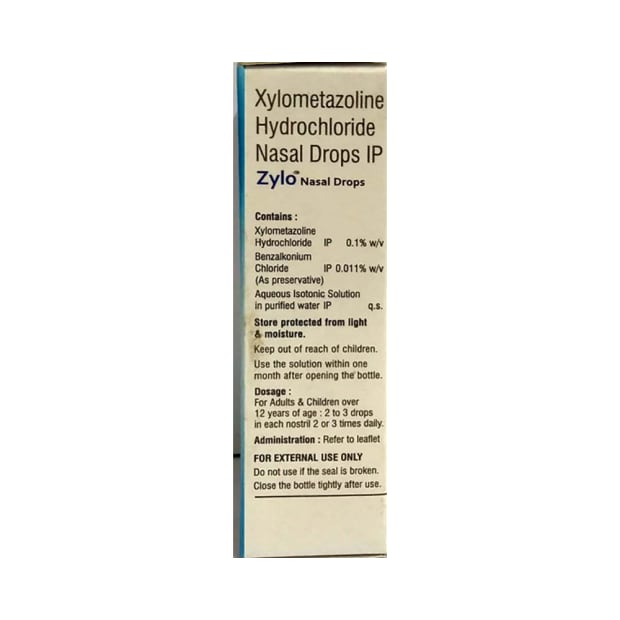 Xylometazoline
Hydrochloride
Nasal Drops IP
Zylo™ Nasal Drops
Contains :
Xylometazoline
Hydrochloride IP 0.1% w/v
Benzalkonium
Chloride IP 0.011% w/v
(As preservative)
Aqueous Isotonic Solution
in purified water IP q.s.
Store protected from light
& moisture.
Keep out of reach of children.
Use the solution within one
month after opening the bottle.
Dosage :
For Adults & Children over
12 years of age : 2 to 3 drops
in each nostril 2 or 3 times daily.
Administration : Refer to leaflet
FOR EXTERNAL USE ONLY
Do not use if the seal is broken.
Close the bottle tightly after use.